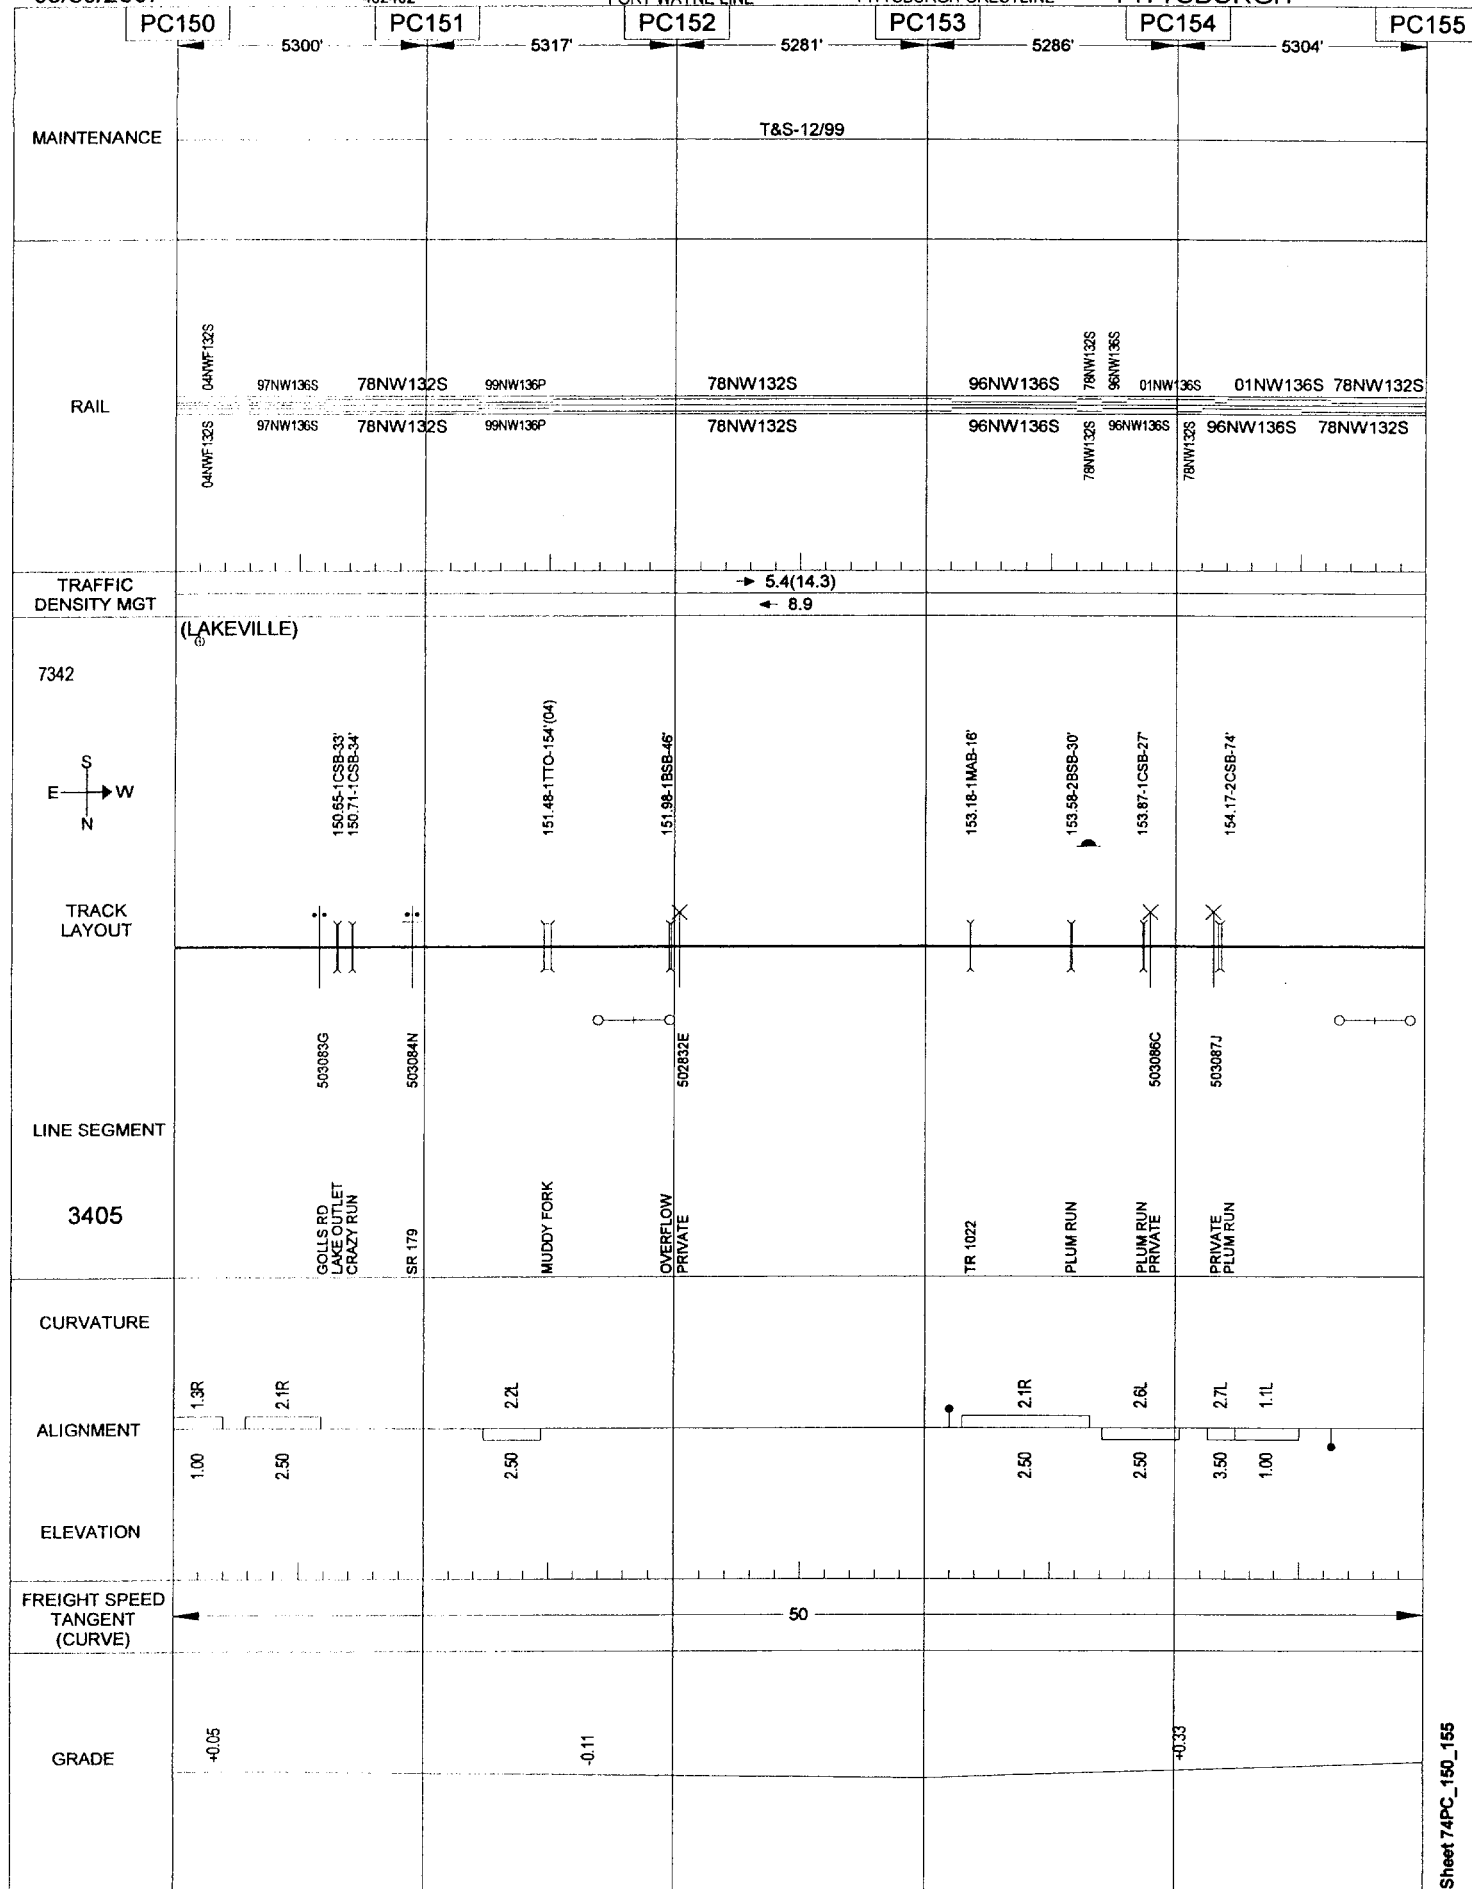 PITTSBURGH
PC150 PC151 PC152 PC153 PC154 PC155
5300' 5317' 5281' 5286' 5304'
MAINTENANCE
T&S-12/99
RAIL
04NWF132S 97NW136S 78NW132S 99NW136P 78NW132S 96NW136S 78NW132S 96NW136S 01NW136S 01NW136S 78NW132S
04NWF132S 97NW136S 78NW132S 99NW136P 78NW132S 96NW136S 78NW132S 96NW136S 78NW132S 96NW136S 78NW132S
TRAFFIC
DENSITY MGT
5.4(14.3)
8.9
(LAKEVILLE)
7342
S
E W
N
150.65-1CSB-33'
150.71-1CSB-34'
151.48-1TTO-154'(04)
151.98-1BSB-46'
153.18-1MAB-16'
153.58-2BSB-30'
153.87-1CSB-27'
154.17-2CSB-74'
TRACK
LAYOUT
503083G
503084N
502832E
503086C
503087J
LINE SEGMENT
3405
GOLLS RD
LAKE OUTLET
CRAZY RUN
SR 179
MUDDY FORK
OVERFLOW
PRIVATE
TR 1022
PLUM RUN
PLUM RUN
PRIVATE
PRIVATE
PLUM RUN
CURVATURE
1.3R 2.1R 2.2L 2.1R 2.6L 2.7L 1.1L
ALIGNMENT
1.00 2.50 2.50 2.50 2.50 3.50 1.00
ELEVATION
FREIGHT SPEED
TANGENT
(CURVE)
50
GRADE
+0.05 -0.11 +0.33
Sheet 74PC_150_155